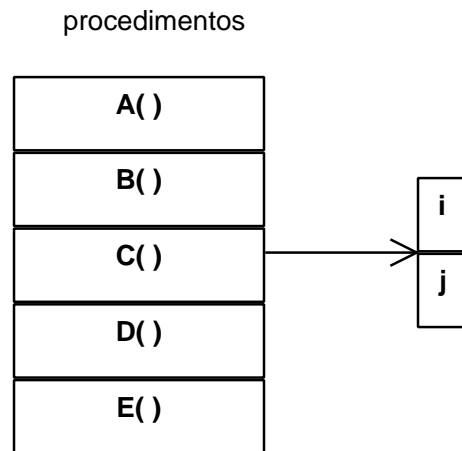 procedimentos
A( )
B( )
C( )
D( )
E( )
i
j